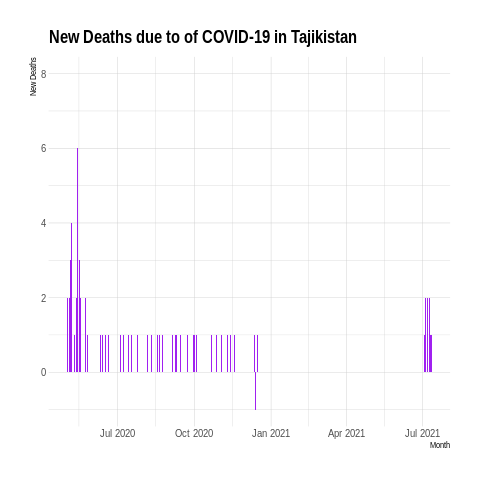 New Deaths due to of COVID-19 in Tajikistan
New Deaths
8
6
4
2
0
Jul 2020 Oct 2020 Jan 2021 Apr 2021 Jul 2021
Month